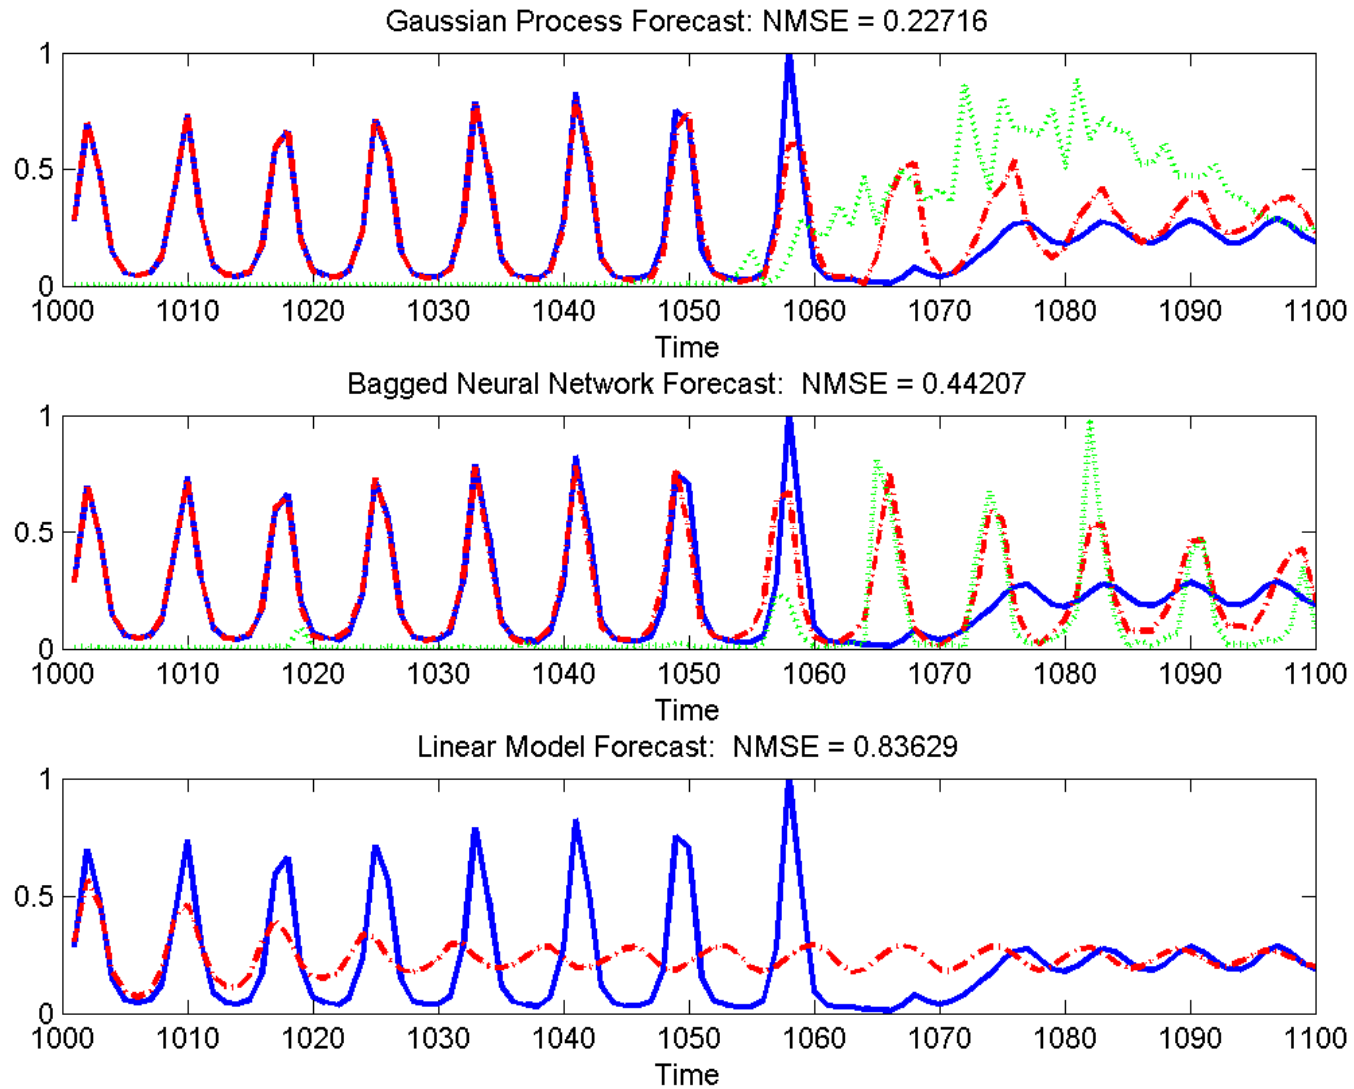 Gaussian Process Forecast: NMSE = 0.22716
1
0.5
0
1000 1010 1020 1030 1040 1050 1060 1070 1080 1090 1100
Time
Bagged Neural Network Forecast:  NMSE = 0.44207
1
0.5
0
1000 1010 1020 1030 1040 1050 1060 1070 1080 1090 1100
Time
Linear Model Forecast:  NMSE = 0.83629
1
0.5
0
1000 1010 1020 1030 1040 1050 1060 1070 1080 1090 1100
Time